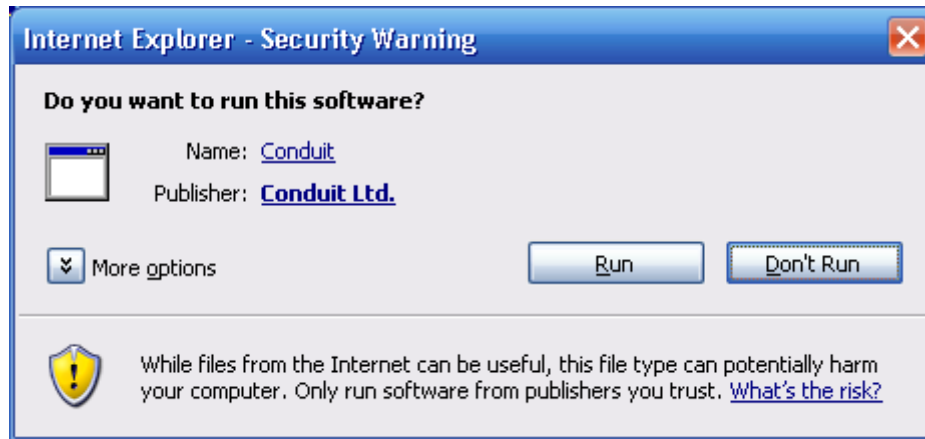 Internet Explorer - Security Warning
Do you want to run this software?
Name: Conduit
Publisher: Conduit Ltd.
More options
Run
Don't Run
While files from the Internet can be useful, this file type can potentially harm
your computer. Only run software from publishers you trust. What's the risk?